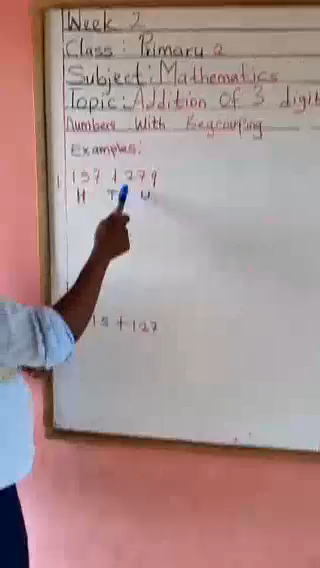 Week 2
Class: Primary 2
Subject: Mathematics
Topic: Addition Of 3 digit
Numbers With Regrouping
Examples:
1 157 + 279
H T U
15 + 127